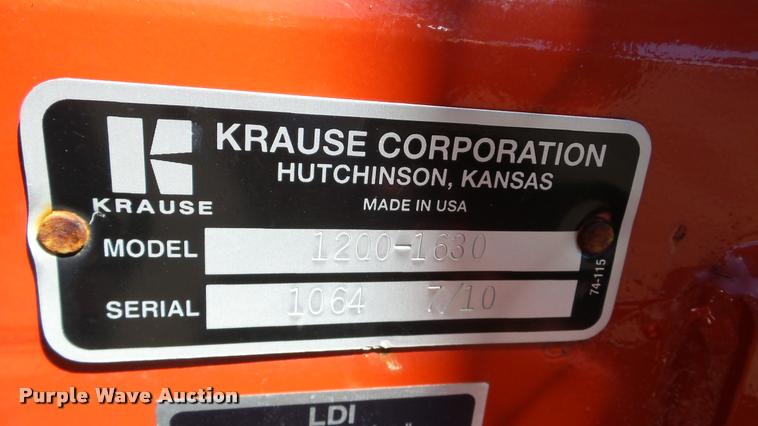 KRAUSE CORPORATION
HUTCHINSON, KANSAS
MADE IN USA
KRAUSE
MODEL 1200-1630
SERIAL 1064 7/10
74-115
LDI
Purple Wave Auction®